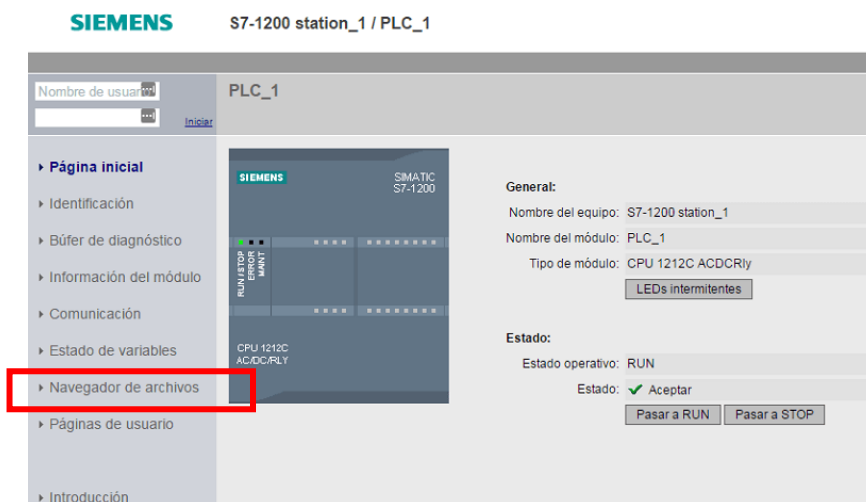 SIEMENS
S7-1200 station_1 / PLC_1
Nombre de usuario
Iniciar
PLC_1
Página inicial
Identificación
Búfer de diagnóstico
Información del módulo
Comunicación
Estado de variables
Navegador de archivos
Páginas de usuario
Introducción
SIEMENS
SIMATIC
S7-1200
RUN / STOP
ERROR
MAINT
CPU 1212C
AC/DC/RLY
General:
Nombre del equipo: S7-1200 station_1
Nombre del módulo: PLC_1
Tipo de módulo: CPU 1212C ACDCRly
LEDs intermitentes
Estado:
Estado operativo: RUN
Estado: Aceptar
Pasar a RUN Pasar a STOP